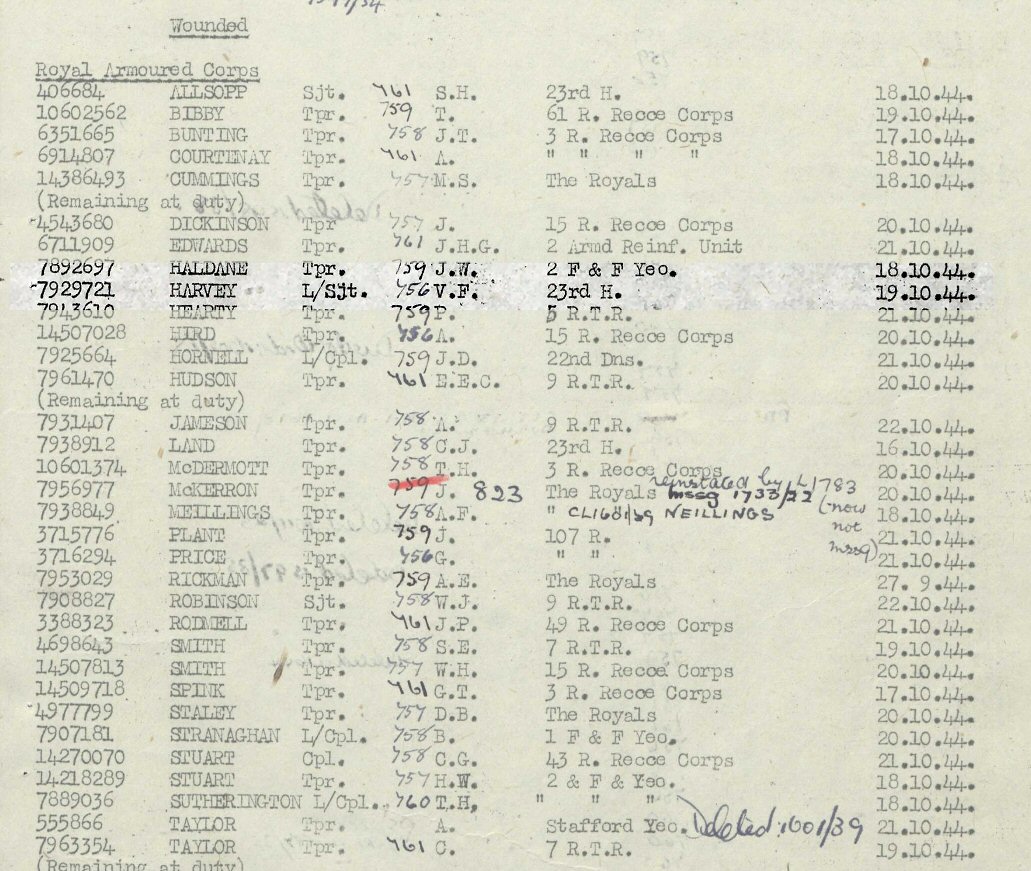 Wounded
Royal Armoured Corps
406684 ALLSOPP Sjt. 461 S.H. 23rd H. 18.10.44.
10602562 BIBBY Tpr. 759 T. 61 R. Recce Corps 19.10.44.
6351665 BUNTING Tpr. 758 J.T. 3 R. Recce Corps 17.10.44.
6914807 COURTENAY Tpr. 461 A. " " " " 18.10.44.
14386493 CUMMINGS Tpr. 757 M.S. The Royals 18.10.44.
(Remaining at duty)
4543680 DICKINSON Tpr 757 J. 15 R. Recce Corps 20.10.44.
6711909 EDWARDS Tpr. 461 J.H.G. 2 Armd Reinf. Unit 21.10.44.
7892697 HALDANE Tpr. 759 J.W. 2 F & F Yeo. 18.10.44.
7929721 HARVEY L/Sjt. 456 V.F. 23rd H. 19.10.44.
7943610 HEARTY Tpr. 759 P. 5 R.T.R. 21.10.44.
14507028 HIRD Tpr. 456 A. 15 R. Recce Corps 20.10.44.
7925664 HORNELL L/Cpl. 759 J.D. 22nd Dns. 21.10.44.
7961470 HUDSON Tpr. 461 E.E.C. 9 R.T.R. 20.10.44.
(Remaining at duty)
7931407 JAMESON Tpr. 758 A. 9 R.T.R. 22.10.44.
7938912 LAND Tpr. 758 C.J. 23rd H. 16.10.44.
10601374 McDERMOTT Tpr. 758 T.H. 3 R. Recce Corps 20.10.44.
reinstated by CL1783
7956977 McKERRON Tpr. 759 J. 823 The Royals mssg 1733/22 20.10.44.
(now not mssg)
7938849 MEILLINGS Tpr. 758 A.F. " CL1681/39 NEILLINGS 18.10.44.
3715776 PLANT Tpr. 759 J. 107 R. 21.10.44.
3716294 PRICE Tpr. 456 G. " " 21.10.44.
7953029 RICKMAN Tpr. 759 A.E. The Royals 27. 9.44.
7908827 ROBINSON Sjt. 758 W.J. 9 R.T.R. 22.10.44.
3388323 RODMELL Tpr. 461 J.P. 49 R. Recce Corps 21.10.44.
4698643 SMITH Tpr. 758 S.E. 7 R.T.R. 19.10.44.
14507813 SMITH Tpr. 757 W.H. 15 R. Recce Corps 20.10.44.
14509718 SPINK Tpr. 461 G.T. 3 R. Recce Corps 17.10.44.
4977799 STALEY Tpr. 757 D.B. The Royals 20.10.44.
7907181 STRANAGHAN L/Cpl. 758 B. 1 F & F Yeo. 20.10.44.
14270070 STUART Cpl. 758 C.G. 43 R. Recce Corps 21.10.44.
14218289 STUART Tpr. 757 H.W. 2 & F & Yeo. 18.10.44.
7889036 SUTHERINGTON L/Cpl. 760 T.H, " " " 18.10.44.
555866 TAYLOR Tpr. A. Stafford Yeo. Deleted 1601/39 21.10.44.
7963354 TAYLOR Tpr. 461 C. 7 R.T.R. 19.10.44.
(Remaining at duty)